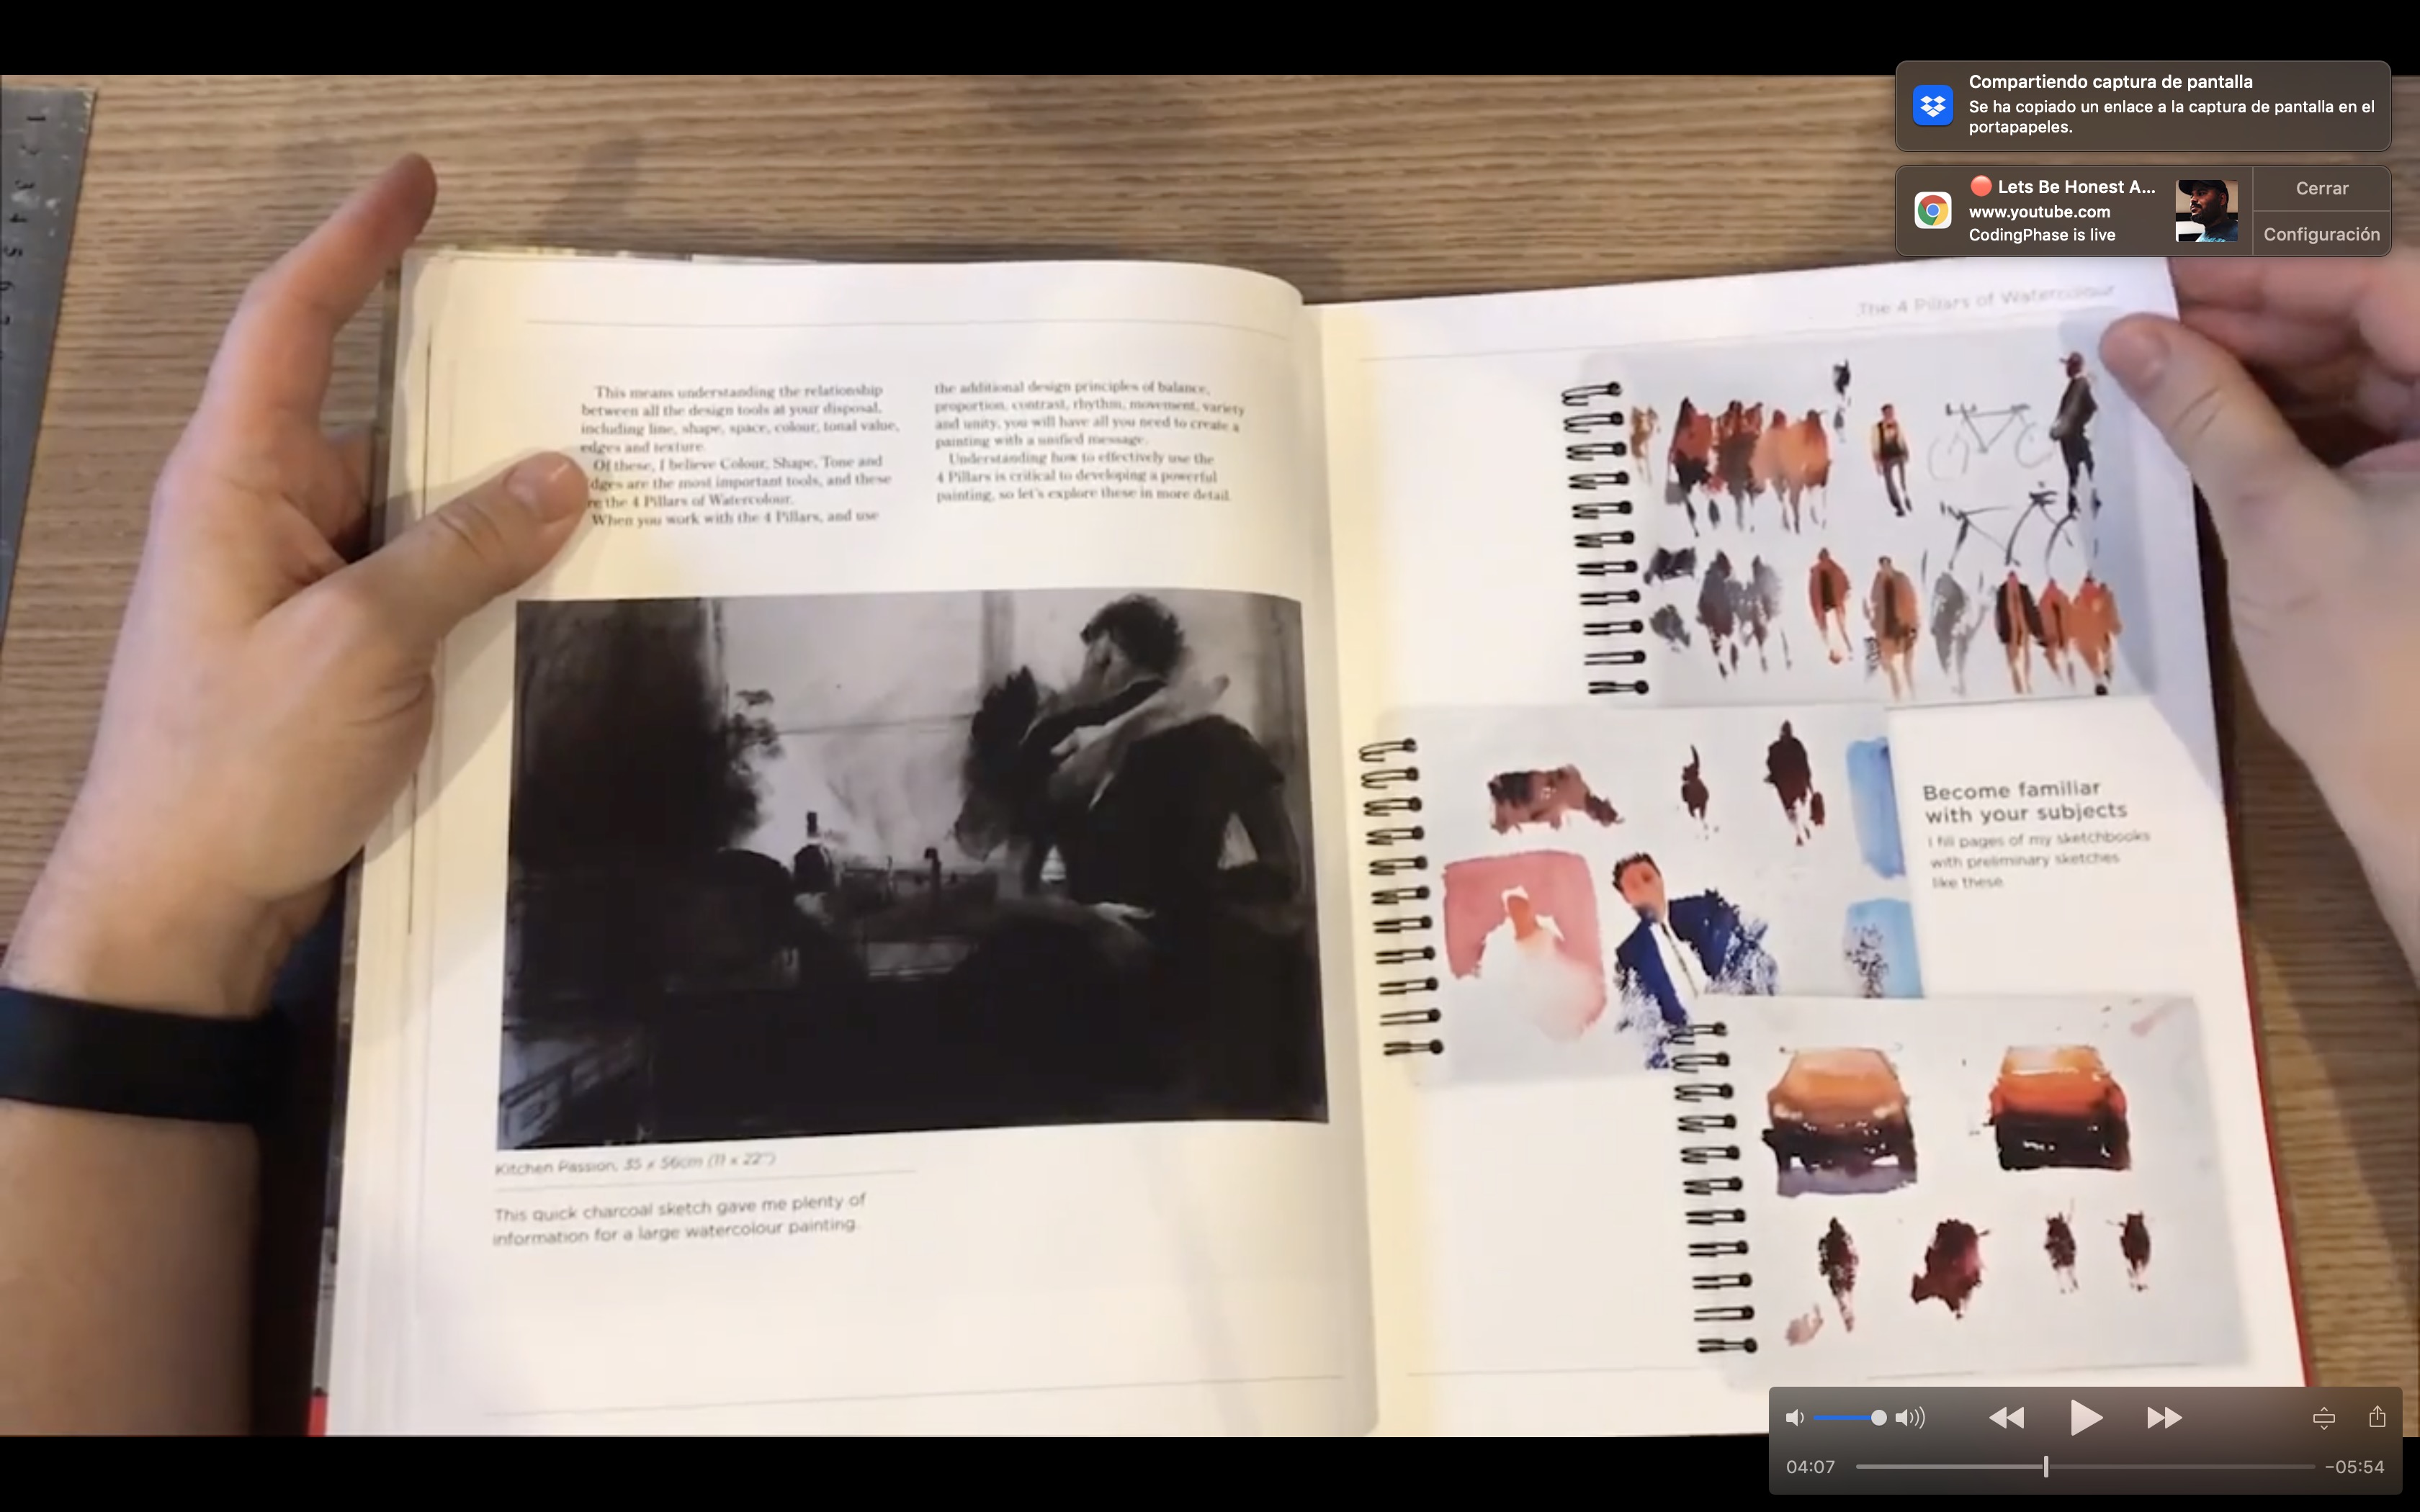 Compartiendo captura de pantalla
Se ha copiado un enlace a la captura de pantalla en el
portapapeles.
🔴 Lets Be Honest A...
www.youtube.com
CodingPhase is live
Cerrar
Configuración
This means understanding the relationship
between all the design tools at your disposal,
including line, shape, space, colour, tonal value,
edges and texture.
Of these, I believe Colour, Shape, Tone and
dges are the most important tools, and these
re the 4 Pillars of Watercolour.
When you work with the 4 Pillars, and use
the additional design principles of balance,
proportion, contrast, rhythm, movement, variety
and unity, you will have all you need to create a
painting with a unified message.
Understanding how to effectively use the
4 Pillars is critical to developing a powerful
painting, so let's explore these in more detail.
Kitchen Passion, 35 x 56cm (11 x 22")
This quick charcoal sketch gave me plenty of
information for a large watercolour painting.
The 4 Pillars of Watercolour
Become familiar
with your subjects
I fill pages of my sketchbooks
with preliminary sketches
like these.
04:07
-05:54